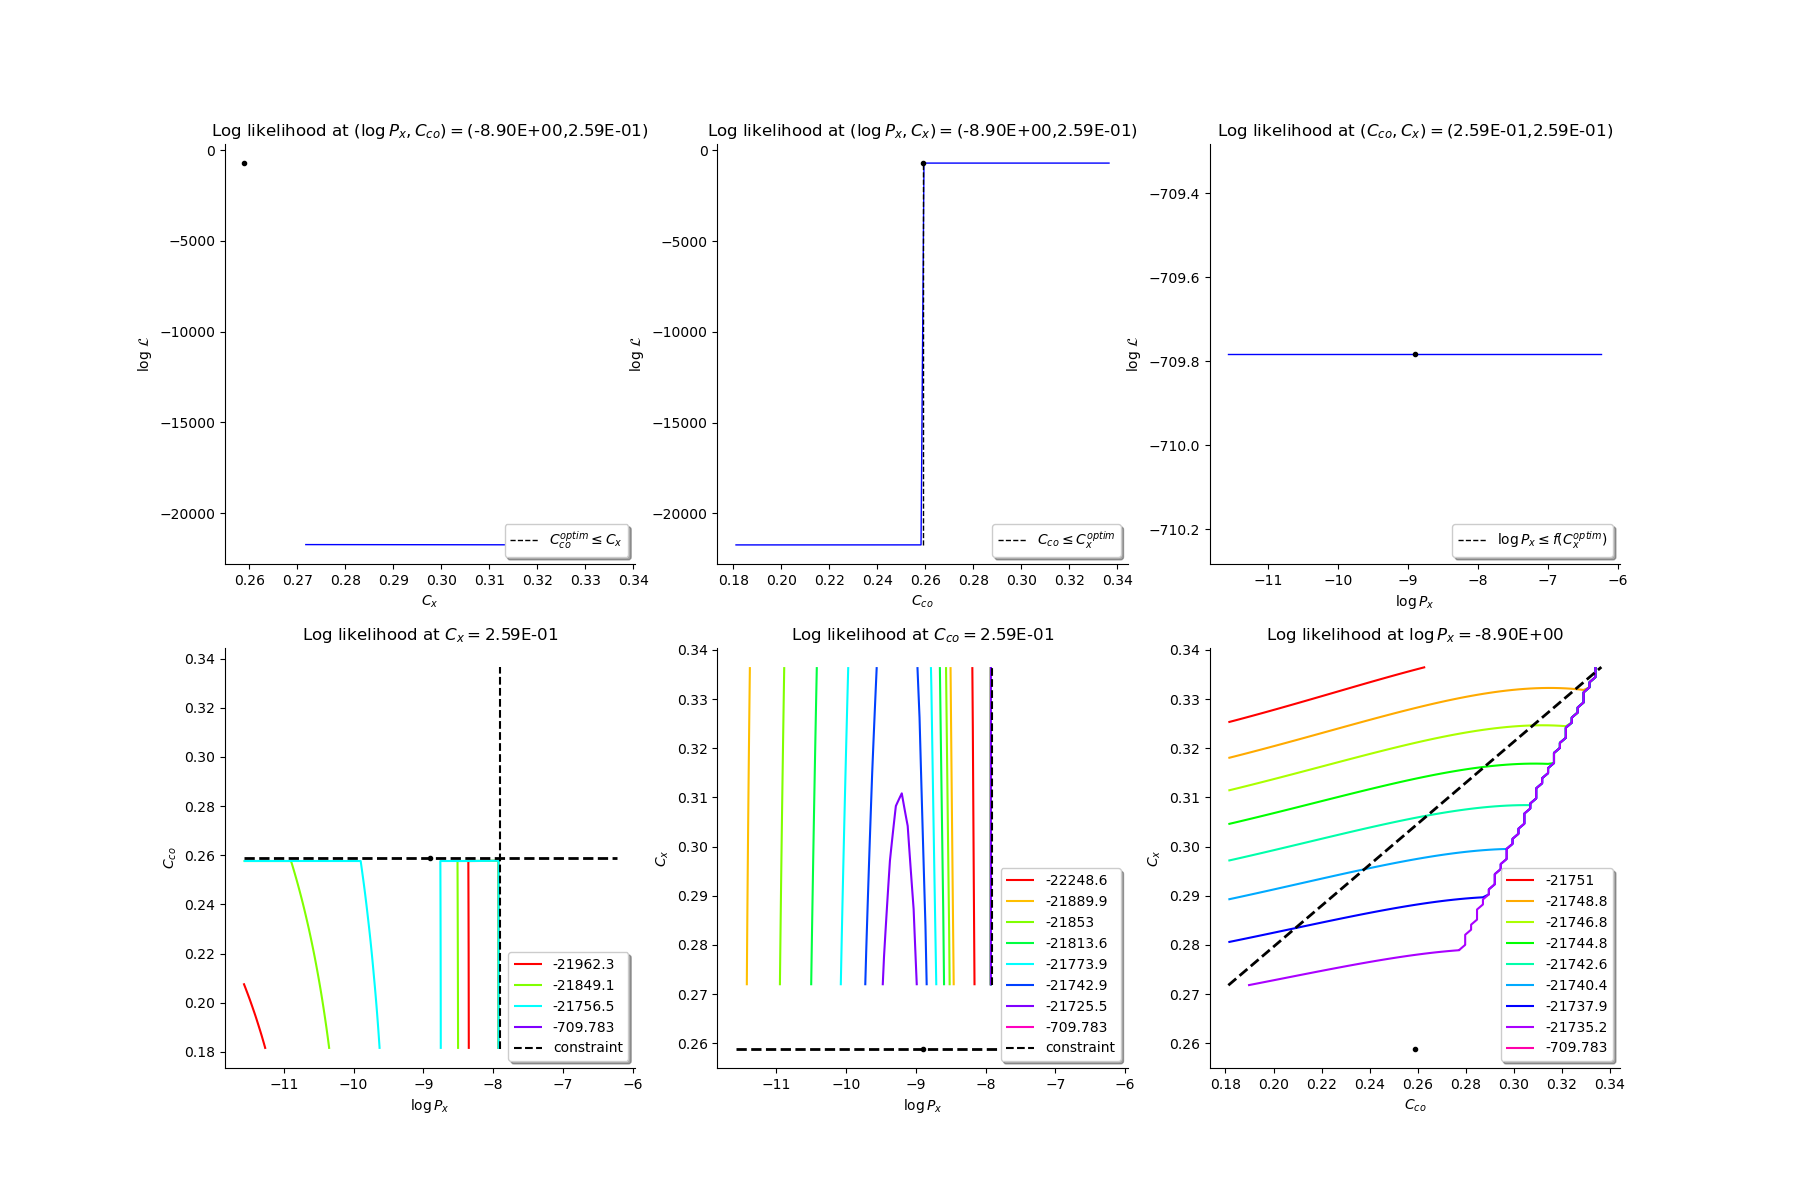 Log likelihood at (log Pₓ, C_co) = (-8.90E+00,2.59E-01)
0
−5000
−10000
−15000
−20000
log ℒ
0.26 0.27 0.28 0.29 0.30 0.31 0.32 0.33 0.34
C_x
C_co^optim ≤ C_x
Log likelihood at (log Pₓ, Cₓ) = (-8.90E+00,2.59E-01)
0
−5000
−10000
−15000
−20000
log ℒ
0.18 0.20 0.22 0.24 0.26 0.28 0.30 0.32 0.34
C_co
C_co ≤ C_x^optim
Log likelihood at (C_co, Cₓ) = (2.59E-01,2.59E-01)
−709.4
−709.6
−709.8
−710.0
−710.2
log ℒ
−11 −10 −9 −8 −7 −6
log Pₓ
log Pₓ ≤ f(C_x^optim)
Log likelihood at Cₓ = 2.59E-01
0.34
0.32
0.30
0.28
0.26
0.24
0.22
0.20
0.18
C_co
−11 −10 −9 −8 −7 −6
log Pₓ
-21962.3
-21849.1
-21756.5
-709.783
constraint
Log likelihood at C_co = 2.59E-01
0.34
0.33
0.32
0.31
0.30
0.29
0.28
0.27
0.26
Cₓ
−11 −10 −9 −8 −7 −6
log Pₓ
-22248.6
-21889.9
-21853
-21813.6
-21773.9
-21742.9
-21725.5
-709.783
constraint
Log likelihood at log Pₓ = -8.90E+00
0.34
0.33
0.32
0.31
0.30
0.29
0.28
0.27
0.26
Cₓ
0.18 0.20 0.22 0.24 0.26 0.28 0.30 0.32 0.34
C_co
-21751
-21748.8
-21746.8
-21744.8
-21742.6
-21740.4
-21737.9
-21735.2
-709.783